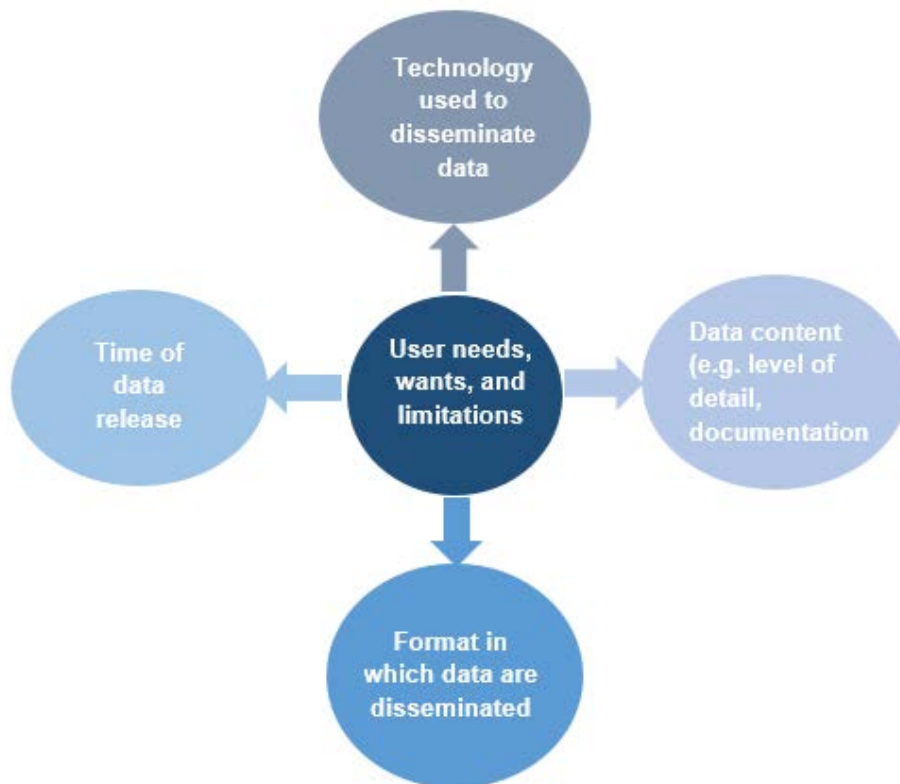 Technology
used to
disseminate
data
Time of
data
release
User needs,
wants, and
limitations
Data content
(e.g. level of
detail,
documentation
Format in
which data are
disseminated